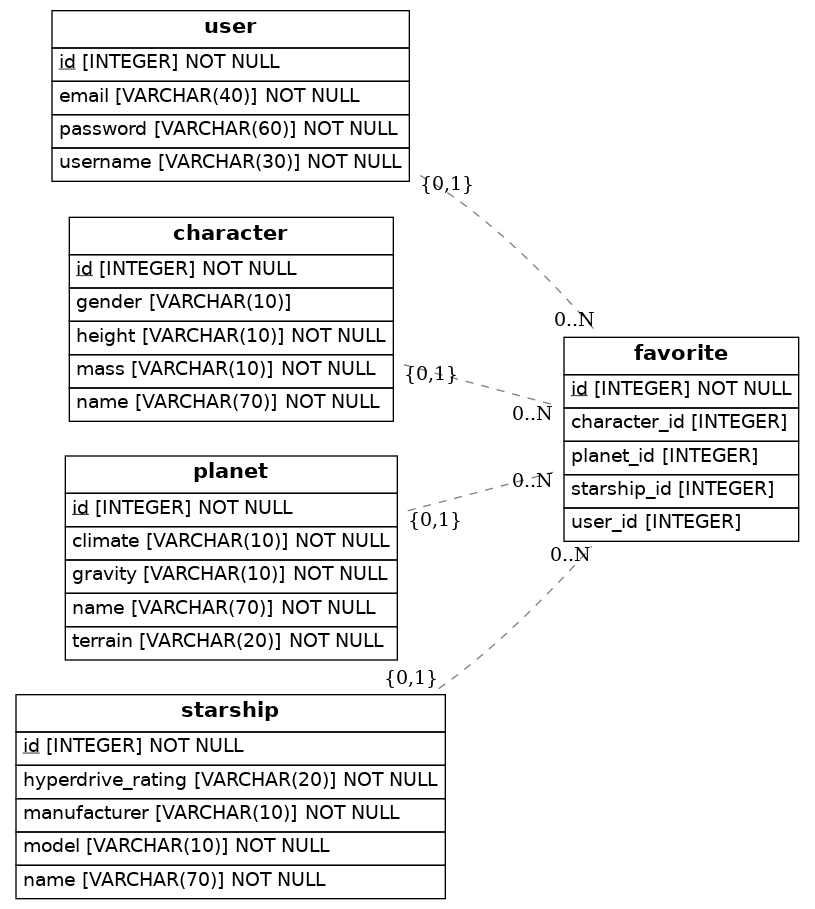 user
id [INTEGER] NOT NULL
email [VARCHAR(40)] NOT NULL
password [VARCHAR(60)] NOT NULL
username [VARCHAR(30)] NOT NULL
{0,1}
character
id [INTEGER] NOT NULL
gender [VARCHAR(10)]
height [VARCHAR(10)] NOT NULL
mass [VARCHAR(10)] NOT NULL
name [VARCHAR(70)] NOT NULL
{0,1}
planet
id [INTEGER] NOT NULL
climate [VARCHAR(10)] NOT NULL
gravity [VARCHAR(10)] NOT NULL
name [VARCHAR(70)] NOT NULL
terrain [VARCHAR(20)] NOT NULL
{0,1}
starship
id [INTEGER] NOT NULL
hyperdrive_rating [VARCHAR(20)] NOT NULL
manufacturer [VARCHAR(10)] NOT NULL
model [VARCHAR(10)] NOT NULL
name [VARCHAR(70)] NOT NULL
{0,1}
0..N
0..N
0..N
0..N
favorite
id [INTEGER] NOT NULL
character_id [INTEGER]
planet_id [INTEGER]
starship_id [INTEGER]
user_id [INTEGER]